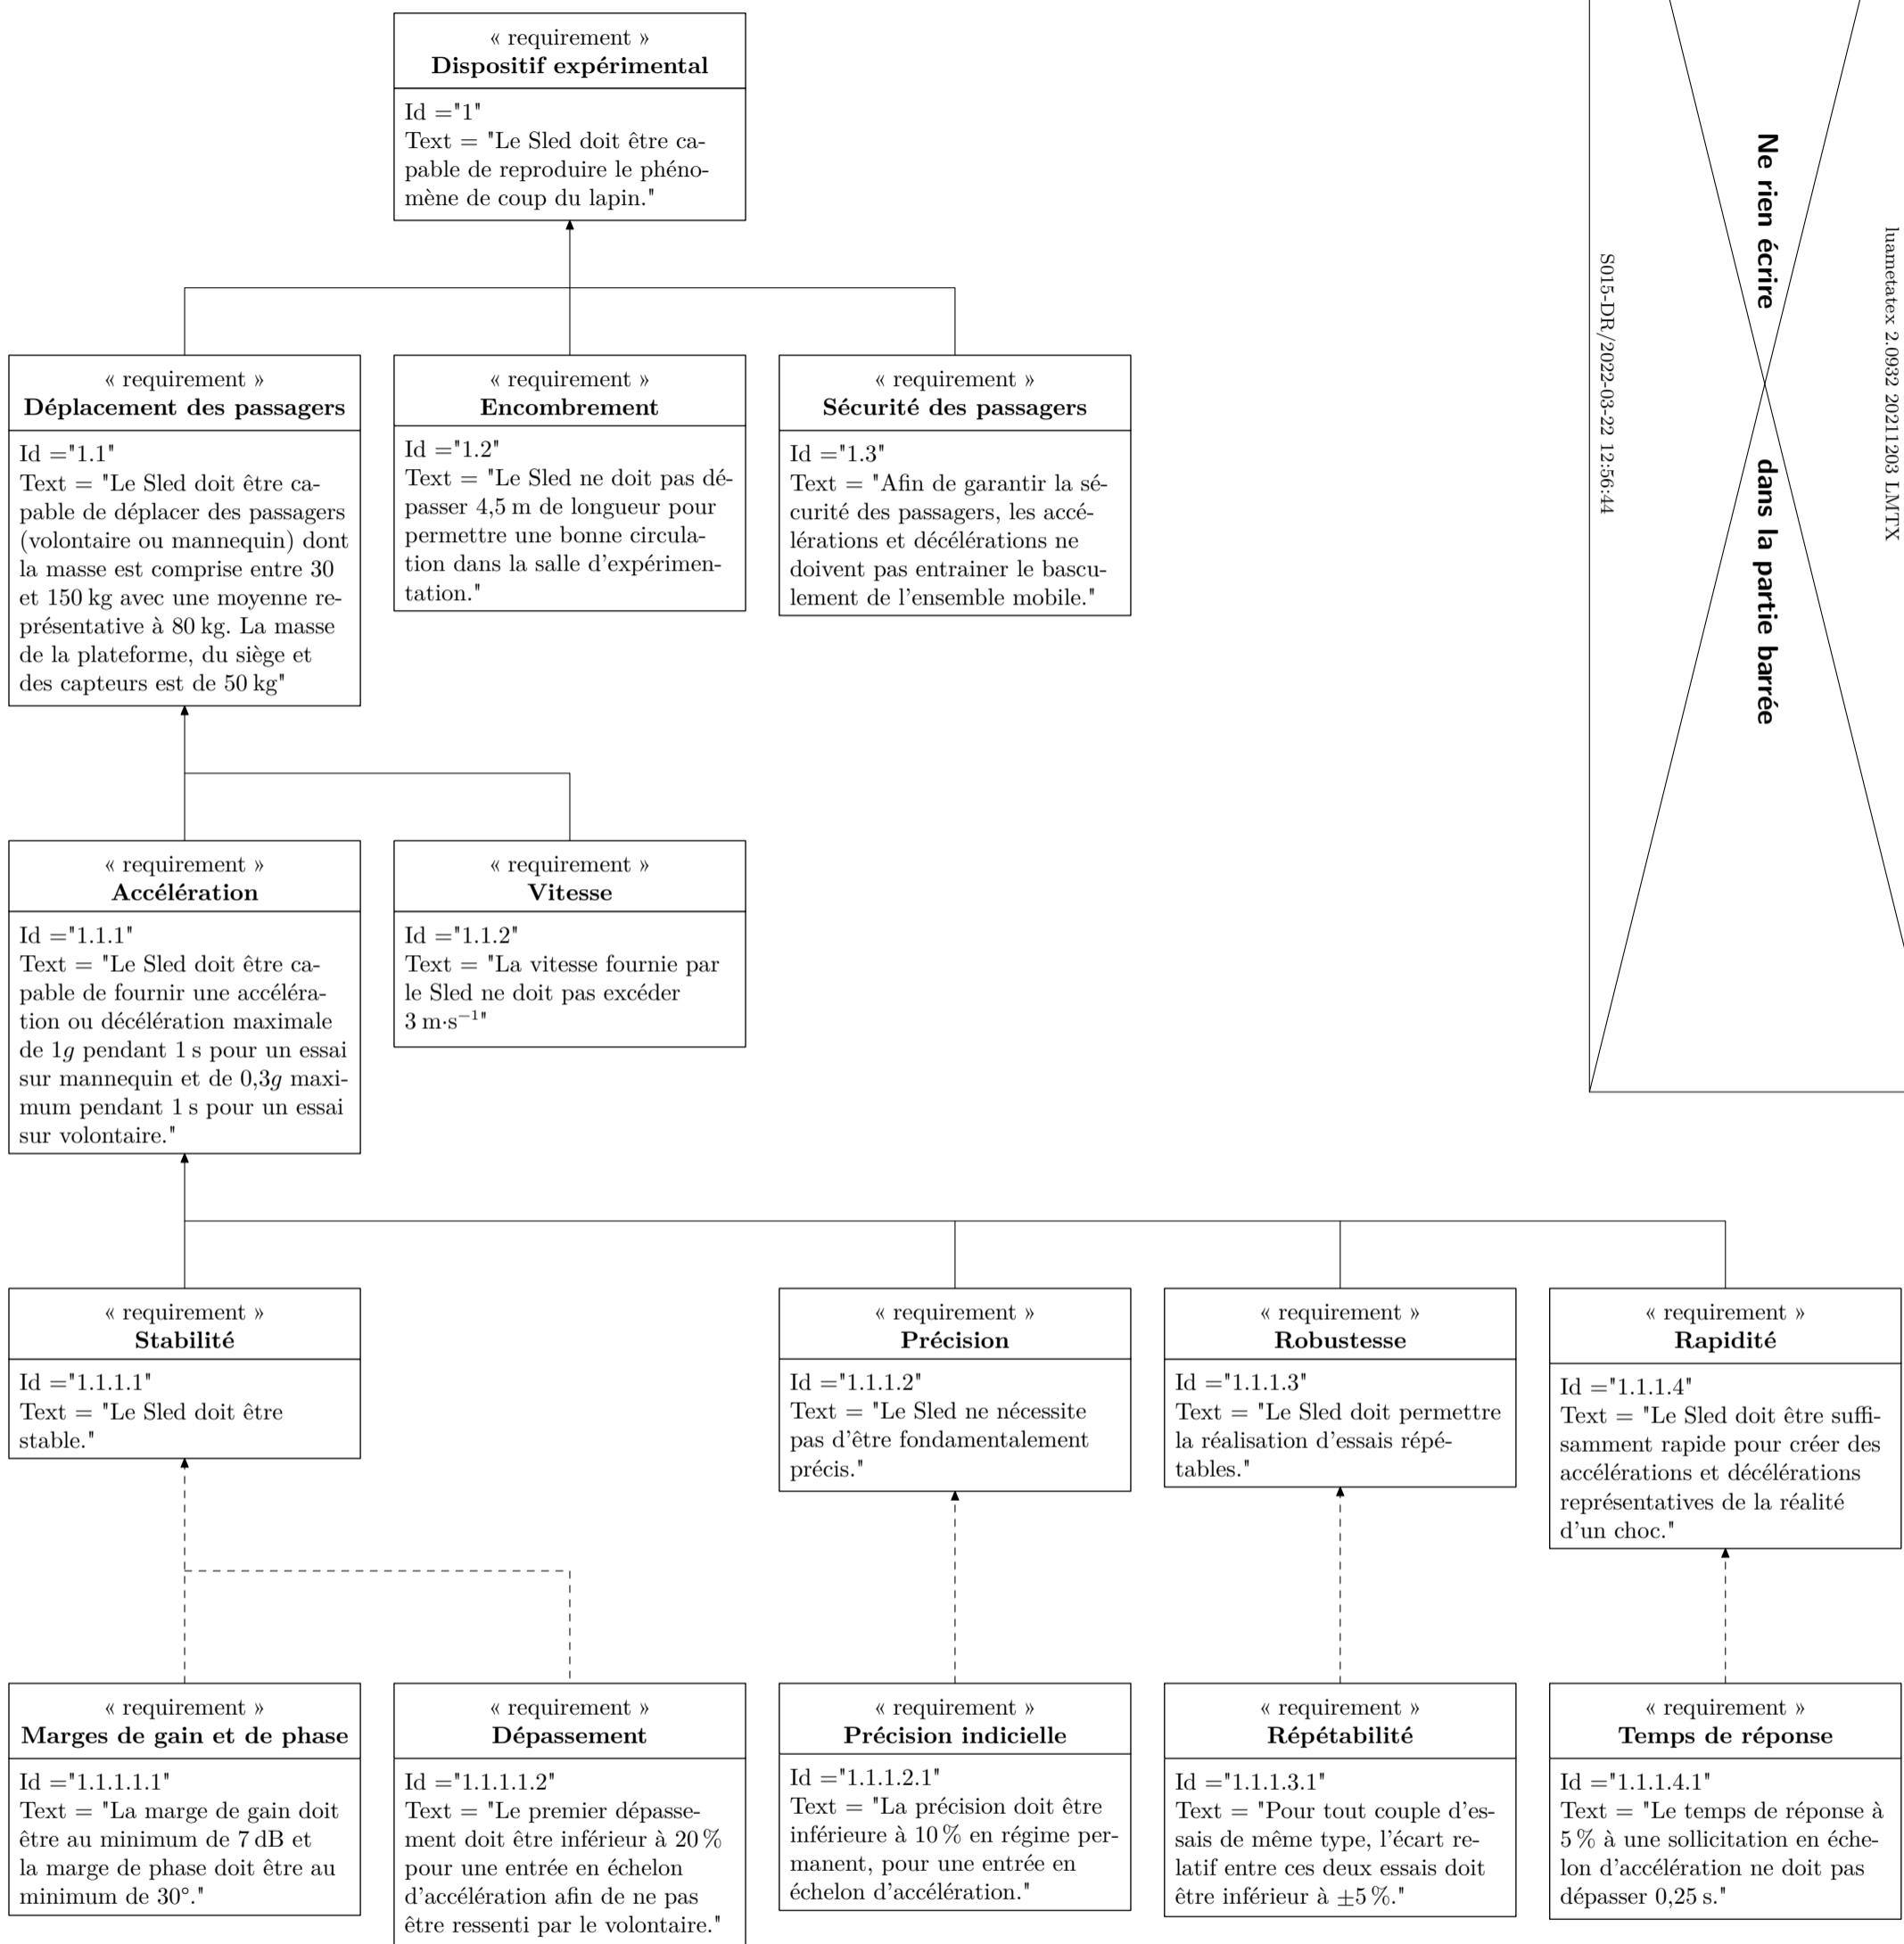 « requirement »
Dispositif expérimental
Id ="1"
Text = "Le Sled doit être ca-
pable de reproduire le phéno-
mène de coup du lapin."
« requirement »
Déplacement des passagers
Id ="1.1"
Text = "Le Sled doit être ca-
pable de déplacer des passagers
(volontaire ou mannequin) dont
la masse est comprise entre 30
et 150 kg avec une moyenne re-
présentative à 80 kg. La masse
de la plateforme, du siège et
des capteurs est de 50 kg"
« requirement »
Encombrement
Id ="1.2"
Text = "Le Sled ne doit pas dé-
passer 4,5 m de longueur pour
permettre une bonne circula-
tion dans la salle d'expérimen-
tation."
« requirement »
Sécurité des passagers
Id ="1.3"
Text = "Afin de garantir la sé-
curité des passagers, les accé-
lérations et décélérations ne
doivent pas entrainer le bascu-
lement de l'ensemble mobile."
« requirement »
Accélération
Id ="1.1.1"
Text = "Le Sled doit être ca-
pable de fournir une accéléra-
tion ou décélération maximale
de 1g pendant 1 s pour un essai
sur mannequin et de 0,3g maxi-
mum pendant 1 s pour un essai
sur volontaire."
« requirement »
Vitesse
Id ="1.1.2"
Text = "La vitesse fournie par
le Sled ne doit pas excéder
3 m·s⁻¹"
« requirement »
Stabilité
Id ="1.1.1.1"
Text = "Le Sled doit être
stable."
« requirement »
Précision
Id ="1.1.1.2"
Text = "Le Sled ne nécessite
pas d'être fondamentalement
précis."
« requirement »
Robustesse
Id ="1.1.1.3"
Text = "Le Sled doit permettre
la réalisation d'essais répé-
tables."
« requirement »
Rapidité
Id ="1.1.1.4"
Text = "Le Sled doit être suffi-
samment rapide pour créer des
accélérations et décélérations
représentatives de la réalité
d'un choc."
« requirement »
Marges de gain et de phase
Id ="1.1.1.1.1"
Text = "La marge de gain doit
être au minimum de 7 dB et
la marge de phase doit être au
minimum de 30°."
« requirement »
Dépassement
Id ="1.1.1.1.2"
Text = "Le premier dépasse-
ment doit être inférieur à 20 %
pour une entrée en échelon
d'accélération afin de ne pas
être ressenti par le volontaire."
« requirement »
Précision indicielle
Id ="1.1.1.2.1"
Text = "La précision doit être
inférieure à 10 % en régime per-
manent, pour une entrée en
échelon d'accélération."
« requirement »
Répétabilité
Id ="1.1.1.3.1"
Text = "Pour tout couple d'es-
sais de même type, l'écart re-
latif entre ces deux essais doit
être inférieur à ±5 %."
« requirement »
Temps de réponse
Id ="1.1.1.4.1"
Text = "Le temps de réponse à
5 % à une sollicitation en éche-
lon d'accélération ne doit pas
dépasser 0,25 s."
luametatex 2.0932 20211203 LMTX
Ne rien écrire dans la partie barrée
S015-DR/2022-03-22 12:56:44